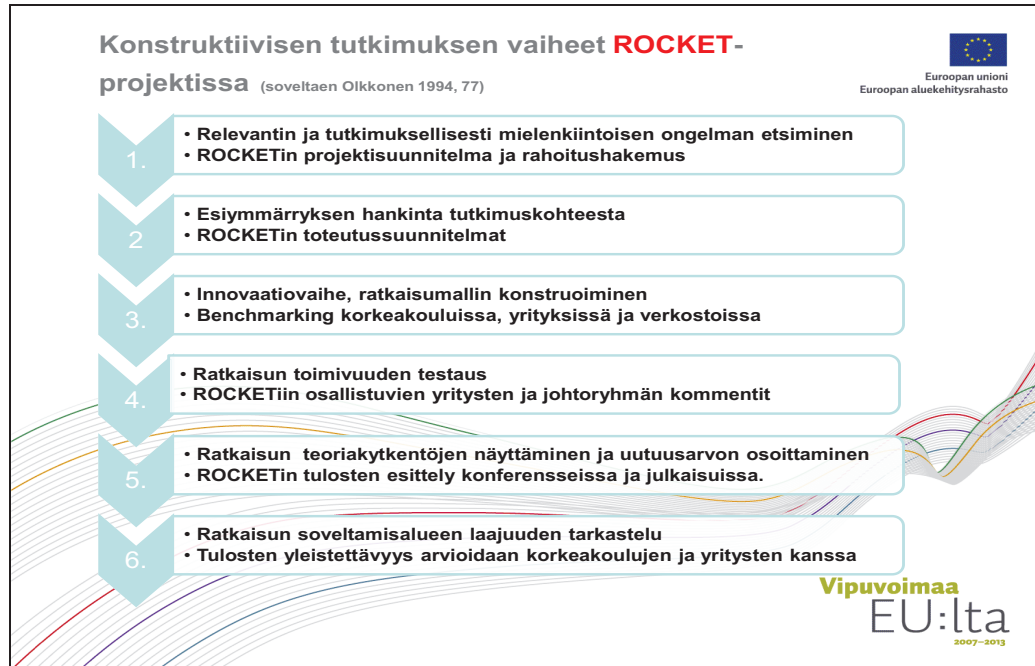 Konstruktiivisen tutkimuksen vaiheet ROCKET-
projektissa (soveltaen Olkkonen 1994, 77)
Euroopan unioni
Euroopan aluekehitysrahasto
1.
• Relevantin ja tutkimuksellisesti mielenkiintoisen ongelman etsiminen
• ROCKETin projektisuunnitelma ja rahoitushakemus
2
• Esiymmärryksen hankinta tutkimuskohteesta
• ROCKETin toteutussuunnitelmat
3.
• Innovaatiovaihe, ratkaisumallin konstruoiminen
• Benchmarking korkeakouluissa, yrityksissä ja verkostoissa
4.
• Ratkaisun toimivuuden testaus
• ROCKETiin osallistuvien yritysten ja johtoryhmän kommentit
5.
• Ratkaisun teoriakytkentöjen näyttäminen ja uutuusarvon osoittaminen
• ROCKETin tulosten esittely konferensseissa ja julkaisuissa.
6.
• Ratkaisun soveltamisalueen laajuuden tarkastelu
• Tulosten yleistettävyys arvioidaan korkeakoulujen ja yritysten kanssa
Vipuvoimaa
EU:lta
2007–2013